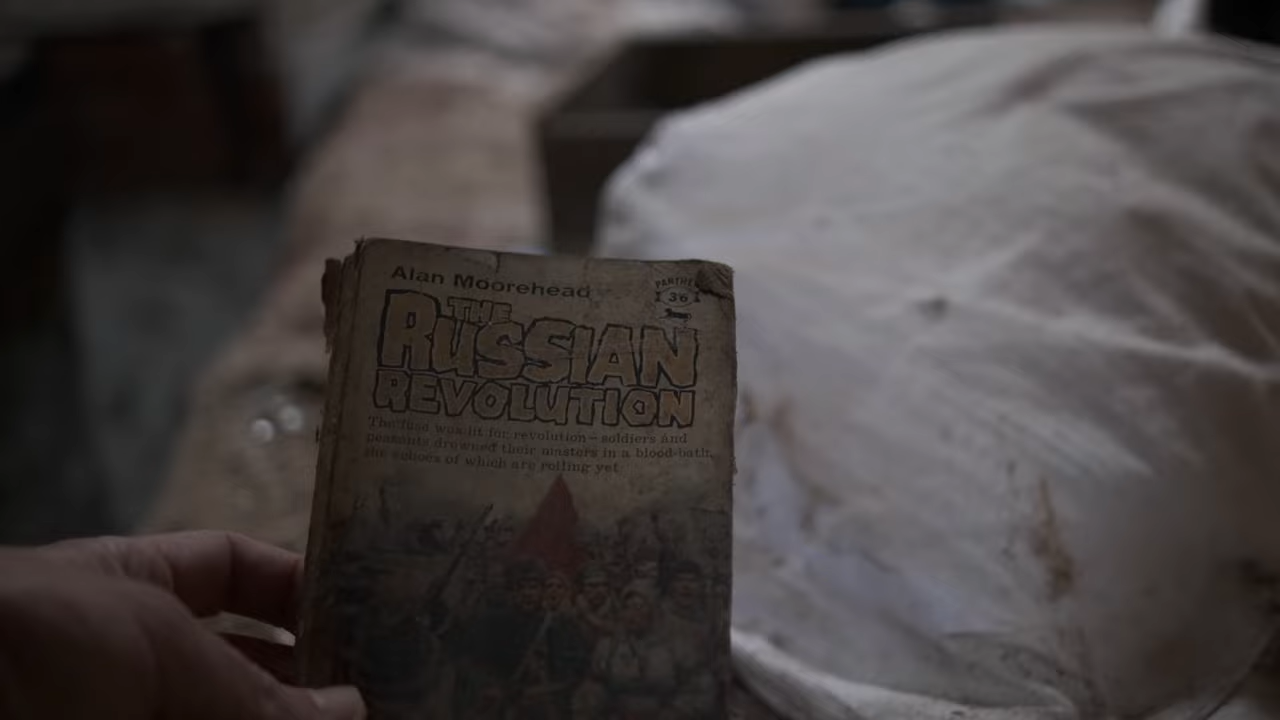 Alan Moorehead
PANTHE
36
THE
RUSSIAN
REVOLUTION
The fuse was lit for revolution – soldiers and
peasants drowned their masters in a blood-bath,
the echoes of which are rolling yet